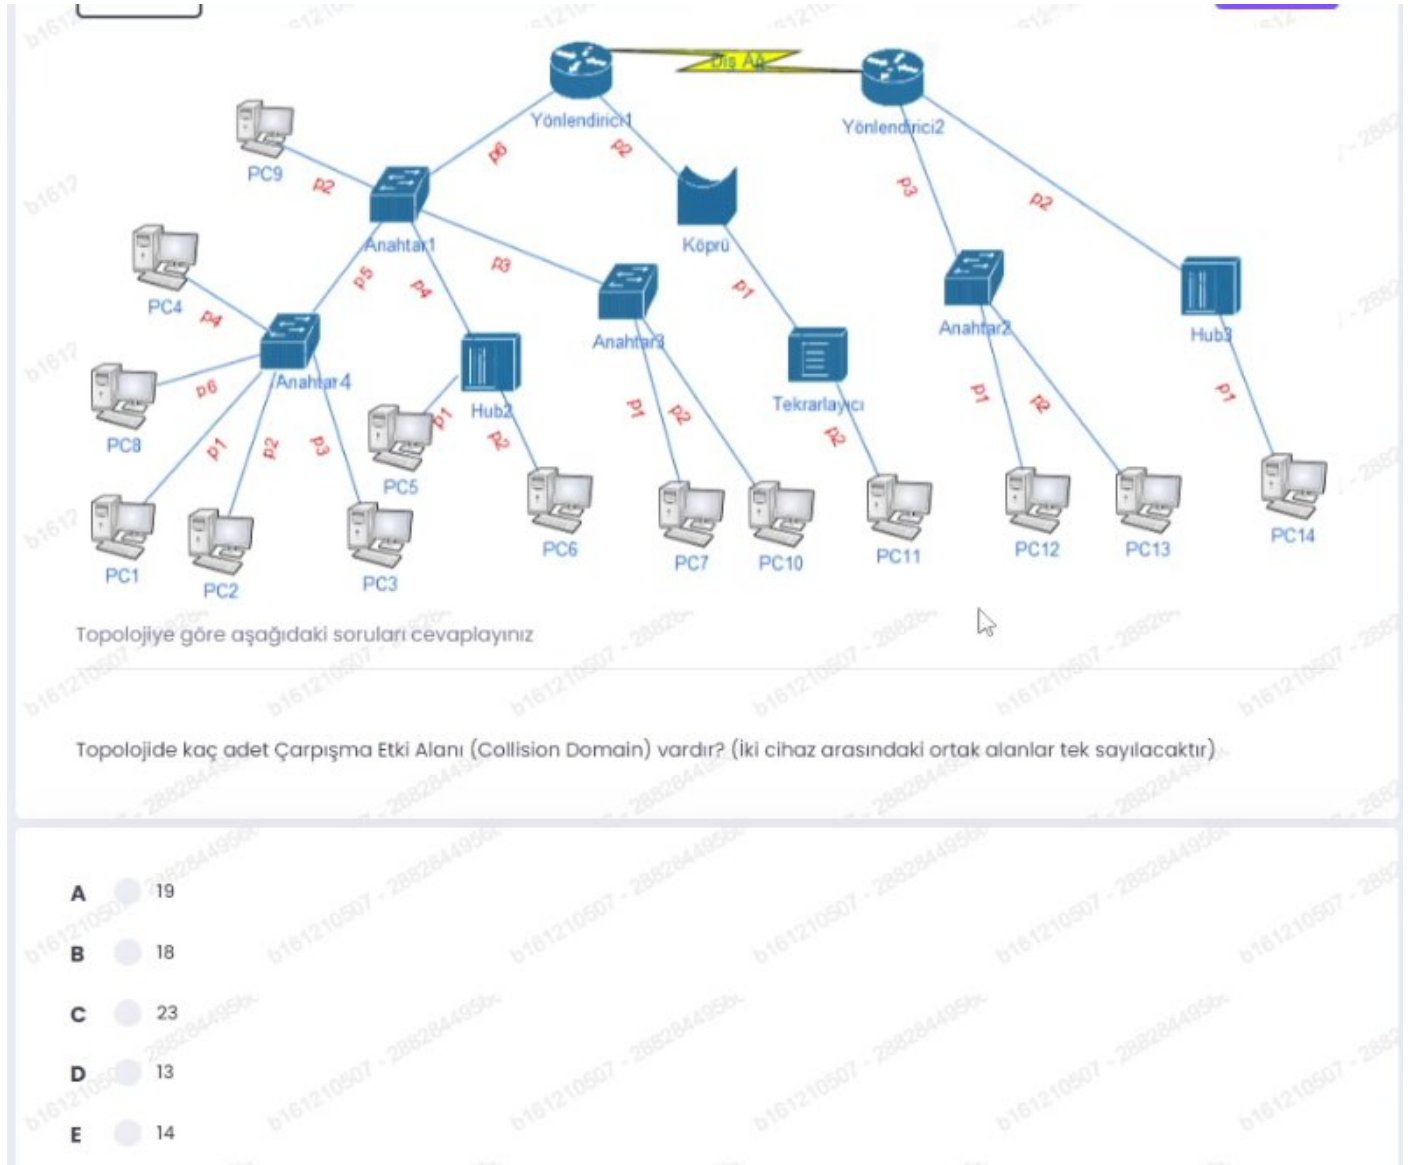 Dış Ağ
Yönlendirici1
Yönlendirici2
p6
p2
PC9
p2
p3
p2
Anahtar1
Köprü
p5
p4
p3
p1
PC4
p4
Anahtar2
Hub3
Anahtar3
p6
Anahtar4
Hub2
Tekrarlayıcı
PC8
p1
p2
p3
p1
p2
p1
p2
p2
p1
p2
p1
PC5
PC1
PC2
PC3
PC6
PC7
PC10
PC11
PC12
PC13
PC14
Topolojiye göre aşağıdaki soruları cevaplayınız
Topolojide kaç adet Çarpışma Etki Alanı (Collision Domain) vardır? (İki cihaz arasındaki ortak alanlar tek sayılacaktır)
A 19
B 18
C 23
D 13
E 14